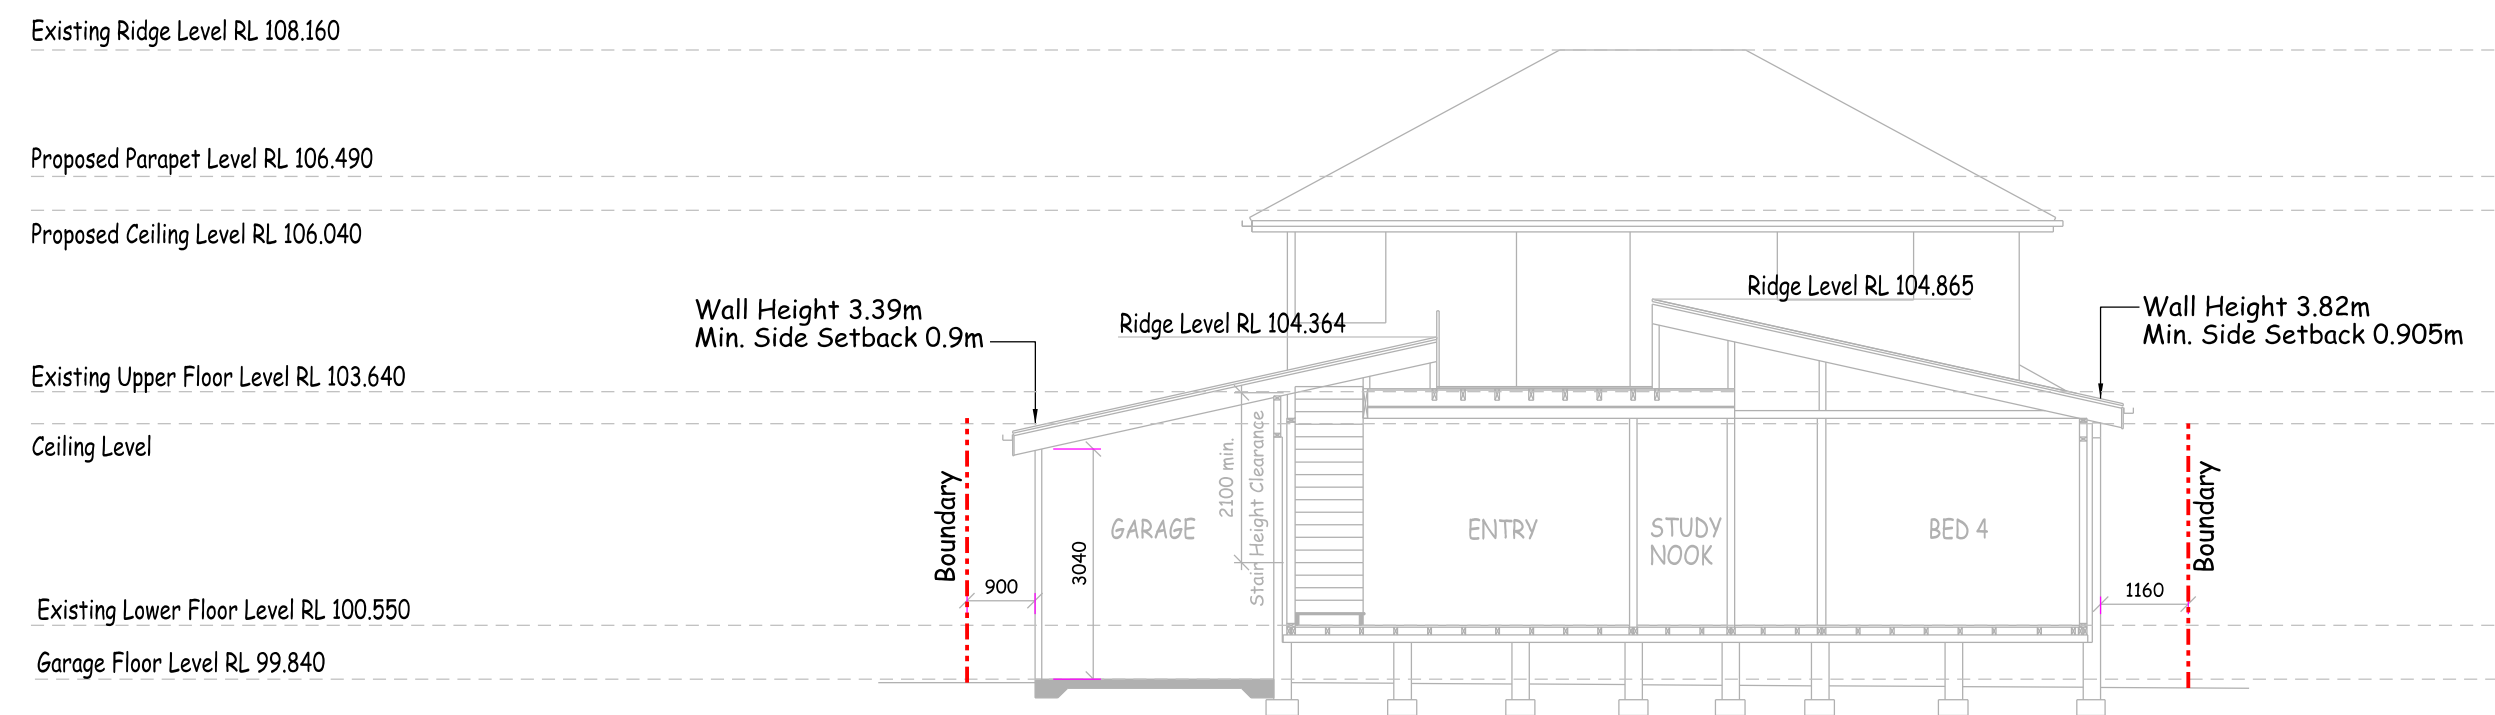 Existing Ridge Level RL 108.160
Proposed Parapet Level RL 106.490
Proposed Ceiling Level RL 106.040
Ridge Level RL 104.865
Wall Height 3.39m
Min. Side Setback 0.9m
Ridge Level RL 104.364
Wall Height 3.82m
Min. Side Setback 0.905m
Existing Upper Floor Level RL 103.640
Ceiling Level
Boundary
900
3040
GARAGE
2100 min.
Stair Height Clearance
ENTRY
STUDY
NOOK
BED 4
1160
Boundary
Existing Lower Floor Level RL 100.550
Garage Floor Level RL 99.840